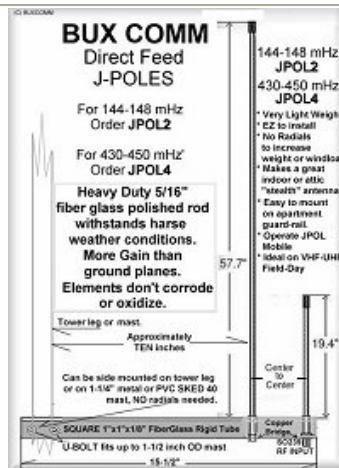 (C) BUXCOMM
BUX COMM
Direct Feed
J-POLES
For 144-148 mHz
Order JPOL2
For 430-450 mHz'
Order JPOL4
Heavy Duty 5/16"
fiber glass polished rod
withstands harse
weather conditions.
More Gain than
ground planes.
Elements don't corrode
or oxidize.
144-148 mHz
JPOL2
430-450 mHz
JPOL4
* Very Light Weigh
* EZ to install
* No Radials
to increase
weight or windloa
* Makes a great
indoor or attic
"stealth" antenna
* Easy to mount
on apartment
guard-rail.
* Operate JPOL
Mobile
* Ideal on VHF-UHF
Field-Day
57.7"
19.4"
Tower leg or mast.
Approximately
TEN inches
Center
to
Center
Can be side mounted on tower leg
or on 1-1/4" metal or PVC SKED 40
mast, NO radials needed.
SQUARE 1"x1"x1/8" FiberGlass Rigid Tube
Copper
Bridge
U-BOLT fits up to 1-1/2 inch OD mast
SO239
RF INPUT
15-1/2"